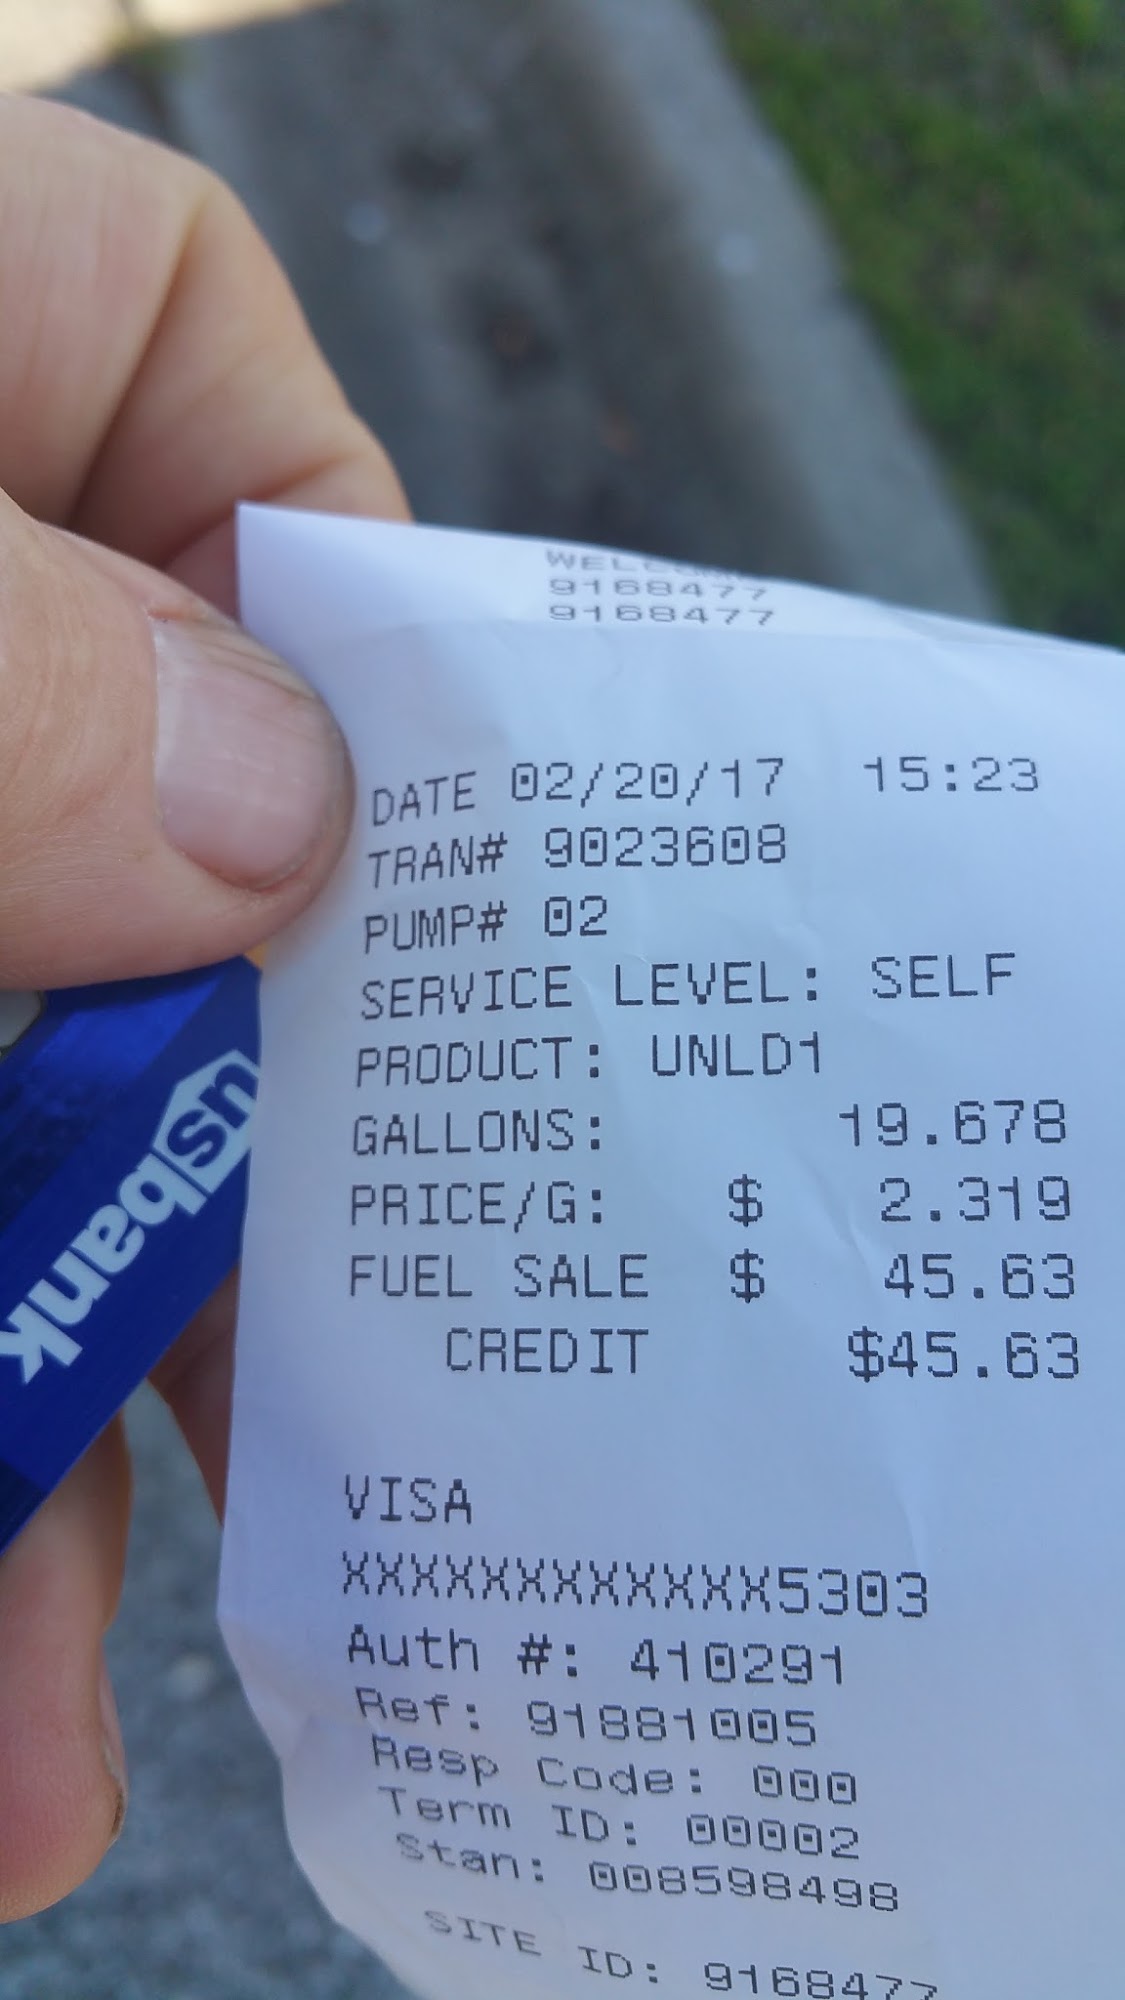 WELCOME
9168477
9168477
DATE 02/20/17 15:23
TRAN# 9023608
PUMP# 02
SERVICE LEVEL: SELF
PRODUCT: UNLD1
GALLONS: 19.678
PRICE/G: $ 2.319
FUEL SALE $ 45.63
CREDIT $45.63
VISA
XXXXXXXXXXXXX5303
Auth #: 410291
Ref: 91881005
Resp Code: 000
Term ID: 00002
Stan: 008598498
SITE ID: 9168477
usbank